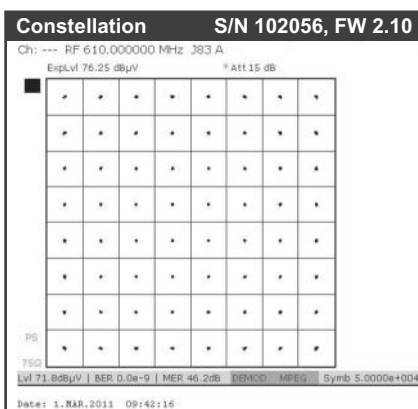 Constellation S/N 102056, FW 2.10
Ch: --- RF 610.000000 MHz J83 A
ExpLvl 76.25 dBµV * Att 15 dB
PS
75Ω
Lvl 71.8dBµV | BER 0.0e-9 | MER 46.2dB DEMOD MPEG Symb 5.0000e+004
Date: 1.MAR.2011 09:42:16